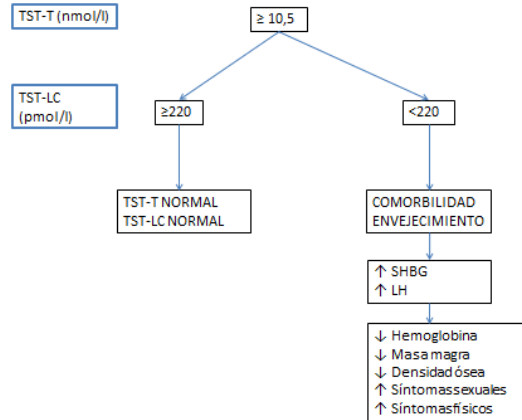 TST-T (nmol/l)
≥ 10,5
TST-LC
(pmol/l)
≥220
<220
TST-T NORMAL
TST-LC NORMAL
COMORBILIDAD
ENVEJECIMIENTO
↑ SHBG
↑ LH
↓ Hemoglobina
↓ Masa magra
↓ Densidad ósea
↑ Síntomassexuales
↑ Síntomasfísicos